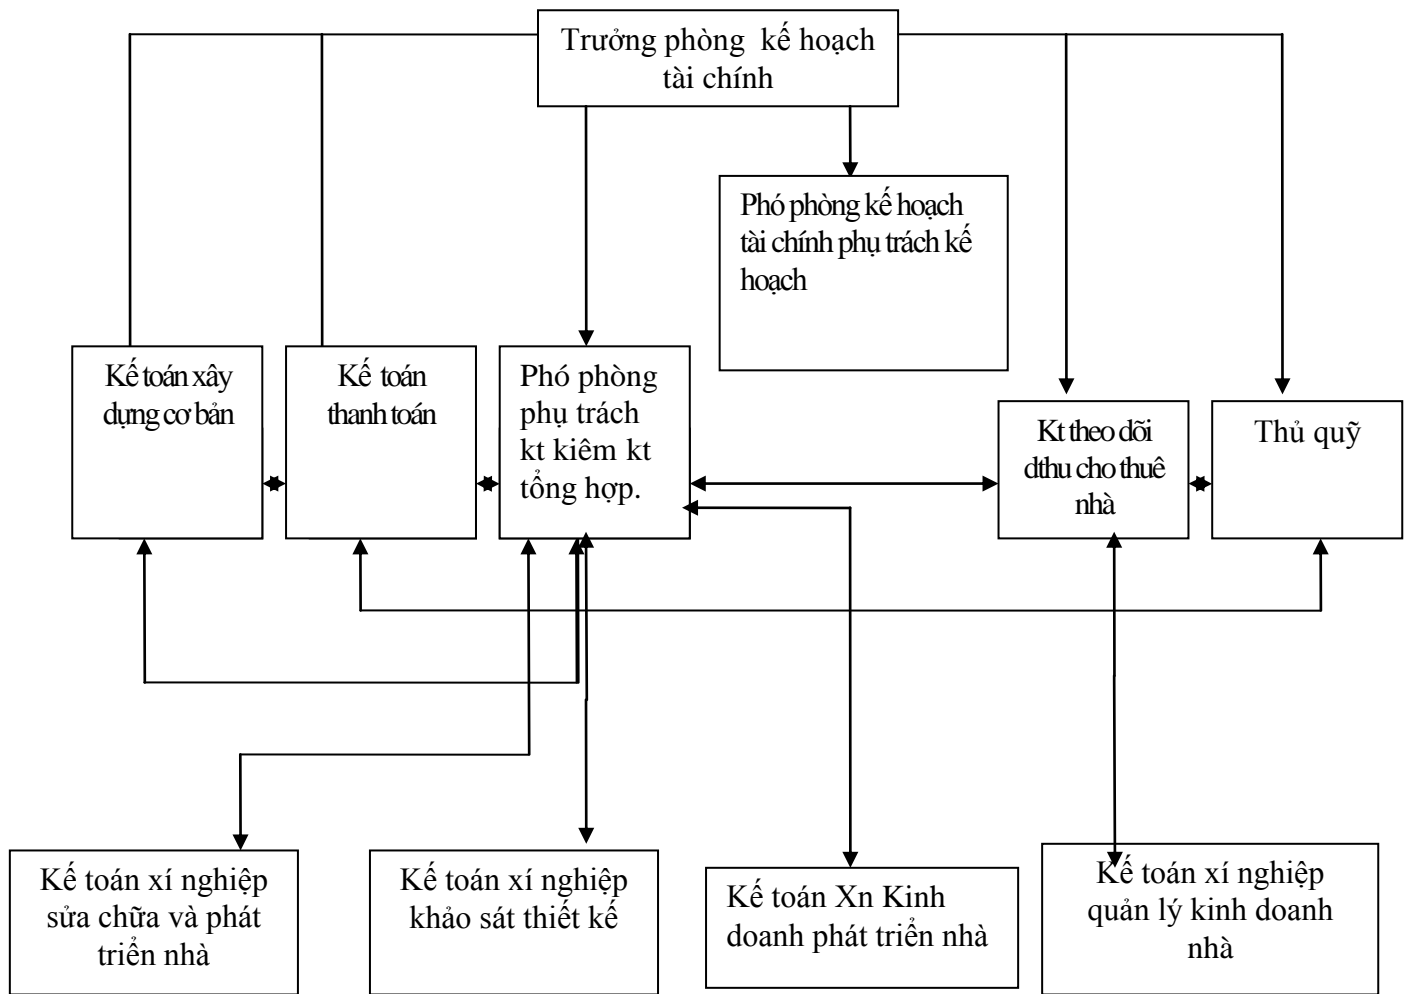 Trưởng phòng kế hoạch
tài chính
Phó phòng kế hoạch
tài chính phụ trách kế
hoạch
Kế toán xây
dựng cơ bản
Kế toán
thanh toán
Phó phòng
phụ trách
kt kiêm kt
tổng hợp.
Kt theo dõi
dthu cho thuê
nhà
Thủ quỹ
Kế toán xí nghiệp
sửa chữa và phát
triển nhà
Kế toán xí nghiệp
khảo sát thiết kế
Kế toán Xn Kinh
doanh phát triển nhà
Kế toán xí nghiệp
quản lý kinh doanh
nhà